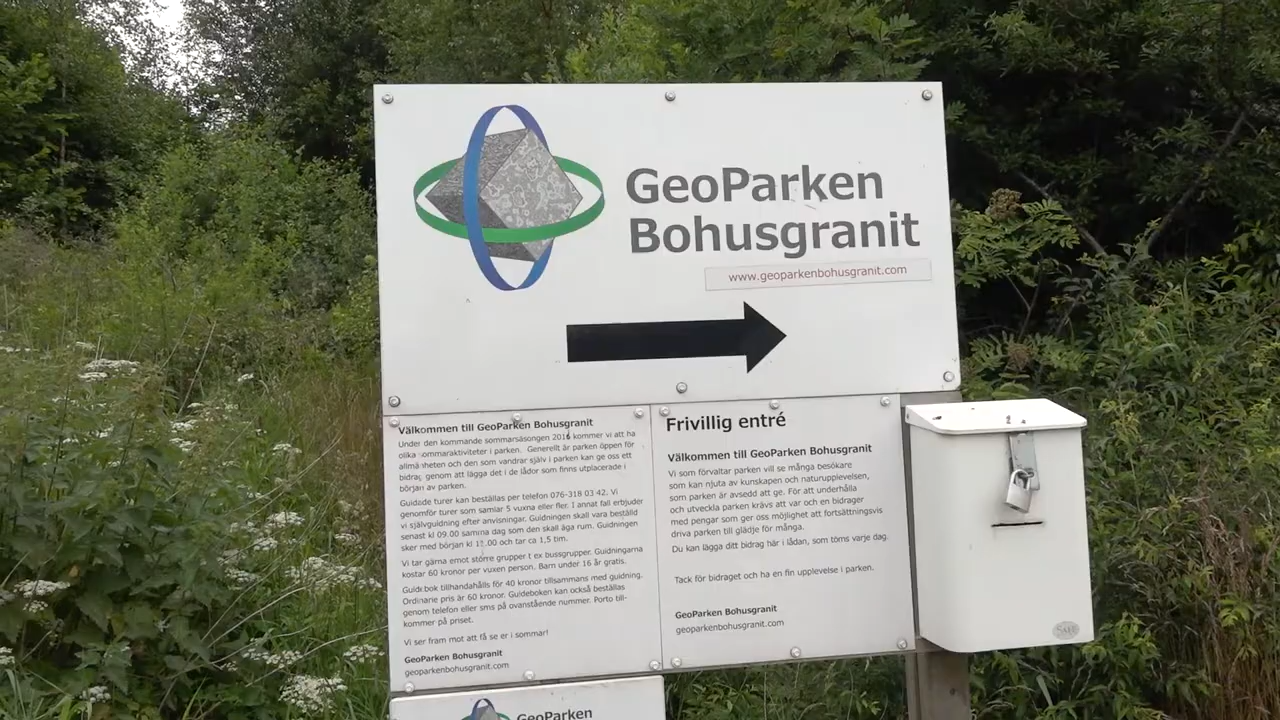 GeoParken
Bohusgranit
www.geoparkenbohusgranit.com
Välkommen till GeoParken Bohusgranit
Under den kommande sommarsäsongen 2016 kommer vi att ha
olika sommaraktiviteter i parken. Generellt är parken öppen för
allmänheten och den som vandrar själv i parken kan ge oss ett
bidrag genom att lägga det i de lådor som finns utplacerade i
början av parken.
Guidade turer kan beställas per telefon 076-318 03 42. Vi
genomför turer som samlar 5 vuxna eller fler. I annat fall erbjuder
vi självguidning efter anvisningar. Guidningen skall vara beställd
senast kl 09.00 samma dag som den skall äga rum. Guidningen
sker med början kl 11.00 och tar ca 1,5 tim.
Vi tar gärna emot större grupper t ex bussgrupper. Guidningarna
kostar 60 kronor per vuxen person. Barn under 16 år gratis.
Guidebok tillhandahålls för 40 kronor tillsammans med guidning.
Ordinarie pris är 60 kronor. Guideboken kan också beställas
genom telefon eller sms på ovanstående nummer. Porto till-
kommer på priset.
Vi ser fram mot att få se er i sommar!
GeoParken Bohusgranit
geoparkenbohusgranit.com
Frivillig entré
Välkommen till GeoParken Bohusgranit
Vi som förvaltar parken vill se många besökare
som kan njuta av kunskapen och naturupplevelsen,
som parken är avsedd att ge. För att underhålla
och utveckla parken krävs att var och en bidrager
med pengar som ger oss möjlighet att fortsättningsvis
driva parken till glädje för många.
Du kan lägga ditt bidrag här i lådan, som töms varje dag.
Tack för bidraget och ha en fin upplevelse i parken.
GeoParken Bohusgranit
geoparkenbohusgranit.com
GeoParken